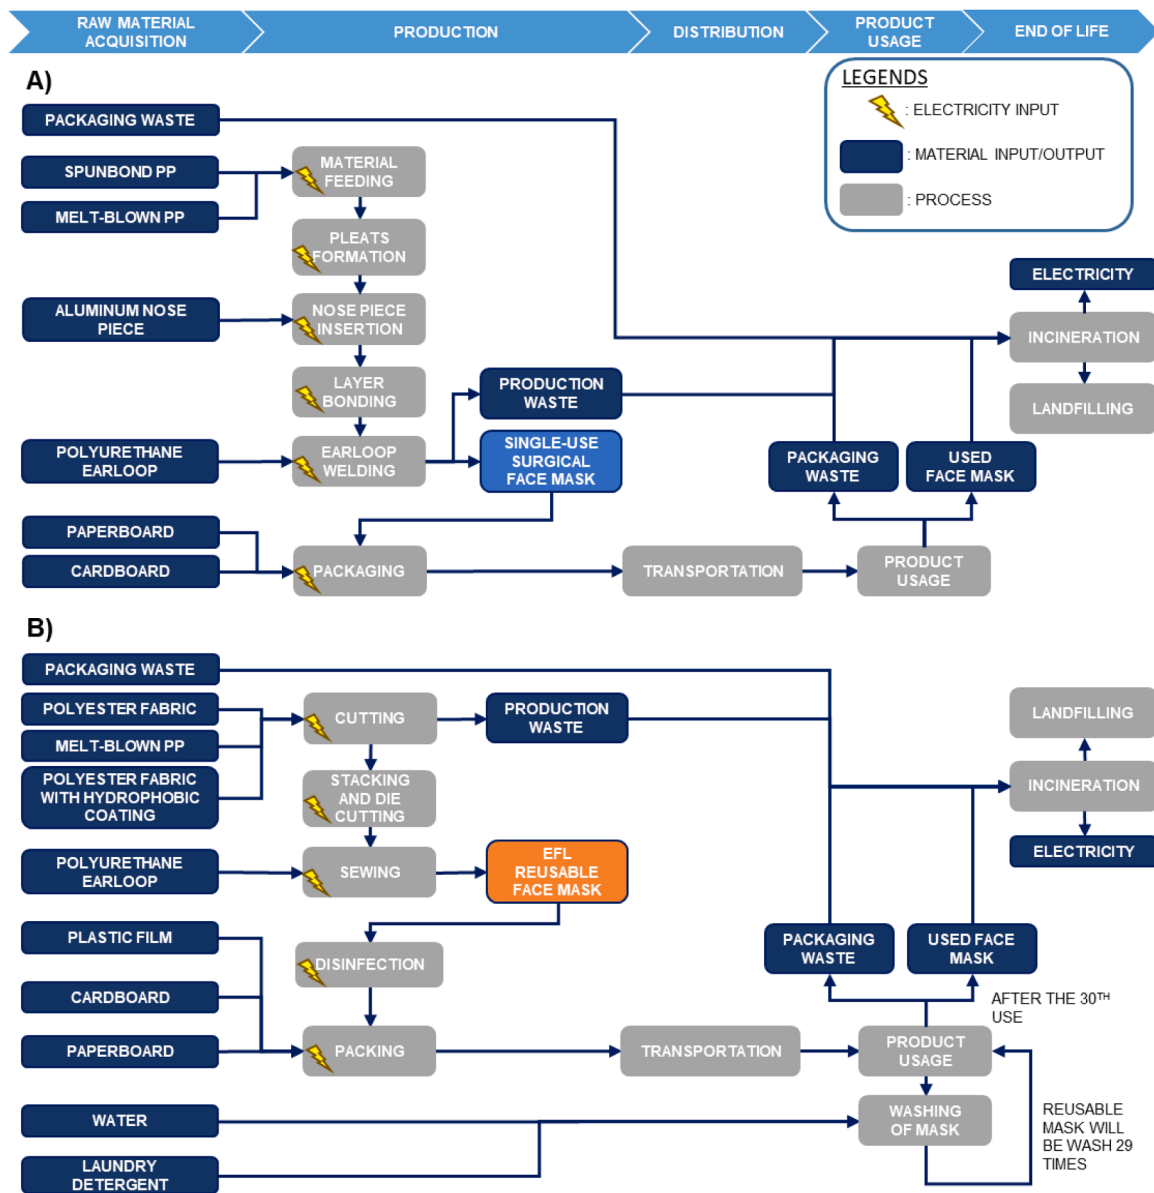 RAW MATERIAL
ACQUISITION
PRODUCTION
DISTRIBUTION
PRODUCT
USAGE
END OF LIFE
A)
LEGENDS
: ELECTRICITY INPUT
: MATERIAL INPUT/OUTPUT
: PROCESS
PACKAGING WASTE
SPUNBOND PP
MELT-BLOWN PP
MATERIAL
FEEDING
PLEATS
FORMATION
ALUMINUM NOSE
PIECE
NOSE PIECE
INSERTION
ELECTRICITY
INCINERATION
LANDFILLING
LAYER
BONDING
PRODUCTION
WASTE
POLYURETHANE
EARLOOP
EARLOOP
WELDING
SINGLE-USE
SURGICAL
FACE MASK
PACKAGING
WASTE
USED
FACE MASK
PAPERBOARD
CARDBOARD
PACKAGING
TRANSPORTATION
PRODUCT
USAGE
B)
PACKAGING WASTE
POLYESTER FABRIC
MELT-BLOWN PP
POLYESTER FABRIC
WITH HYDROPHOBIC
COATING
CUTTING
PRODUCTION
WASTE
LANDFILLING
STACKING
AND DIE
CUTTING
INCINERATION
POLYURETHANE
EARLOOP
SEWING
EFL
REUSABLE
FACE MASK
ELECTRICITY
PLASTIC FILM
DISINFECTION
PACKAGING
WASTE
USED FACE
MASK
CARDBOARD
AFTER THE 30TH
USE
PAPERBOARD
PACKING
TRANSPORTATION
PRODUCT
USAGE
WATER
WASHING
OF MASK
REUSABLE
MASK WILL
BE WASH 29
TIMES
LAUNDRY
DETERGENT